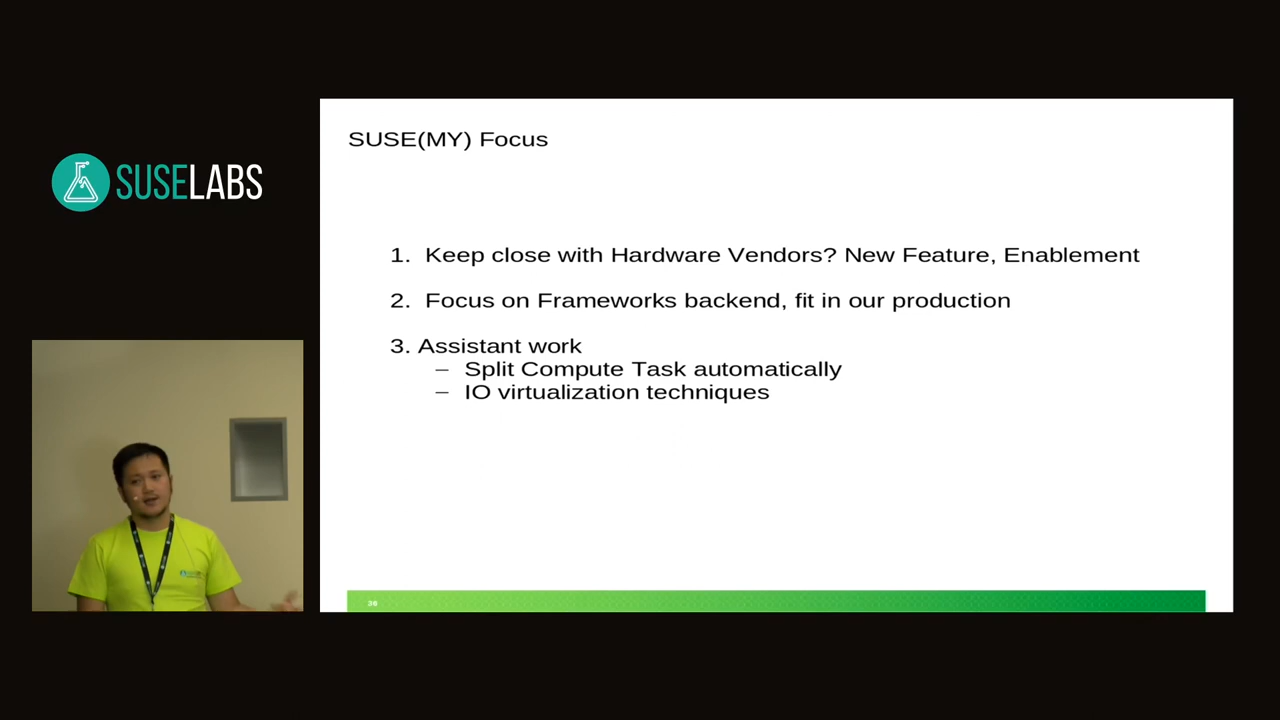 SUSELABS
SUSE(MY) Focus
1. Keep close with Hardware Vendors? New Feature, Enablement
2. Focus on Frameworks backend, fit in our production
3. Assistant work
– Split Compute Task automatically
– IO virtualization techniques